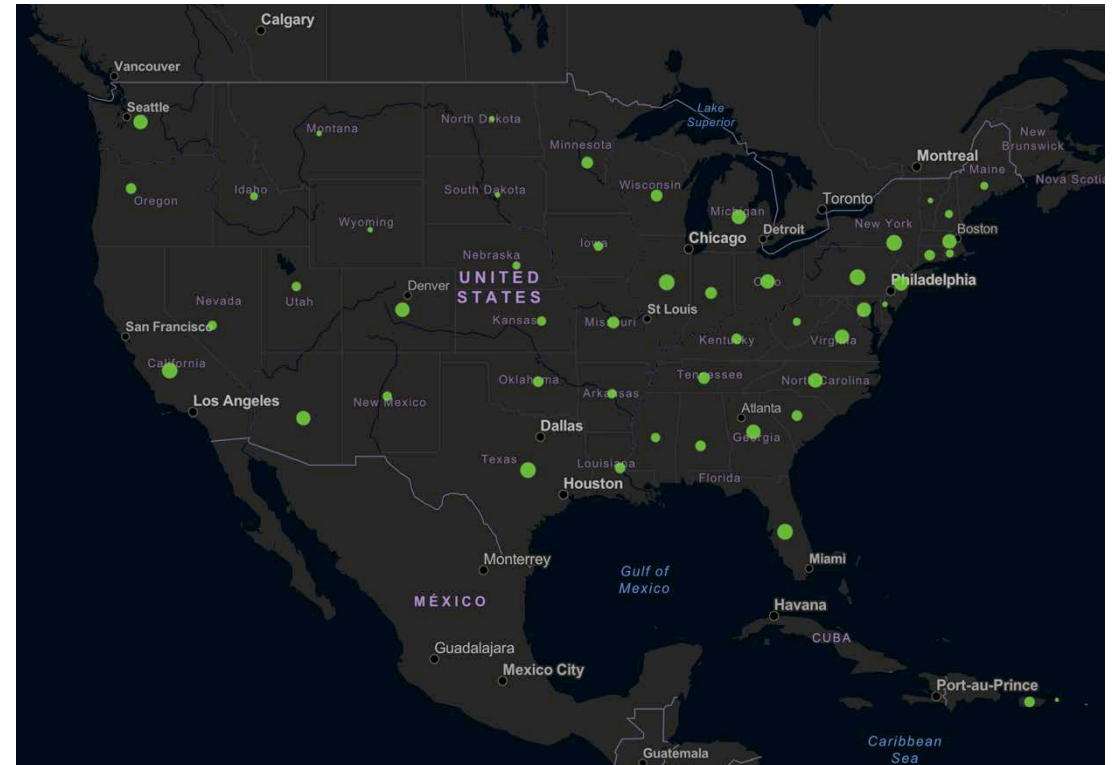 Calgary
Vancouver
Seattle
Montana
North Dakota
Lake
Superior
Minnesota
New
Brunswick
Montreal
Maine
Nova Scotia
Oregon
Idaho
South Dakota
Wisconsin
Toronto
Wyoming
Michigan
New York
Detroit
Boston
Chicago
Iowa
Nebraska
UNITED
STATES
Denver
Ohio
Philadelphia
Nevada
Utah
San Francisco
Kansas
Missouri
St Louis
Kentucky
Virginia
California
Oklahoma
Tennessee
North Carolina
Los Angeles
New Mexico
Arkansas
Atlanta
Dallas
Georgia
Texas
Louisiana
Florida
Houston
Monterrey
Miami
Gulf of
Mexico
MÉXICO
Havana
CUBA
Guadalajara
Mexico City
Port-au-Prince
Caribbean
Sea
Guatemala